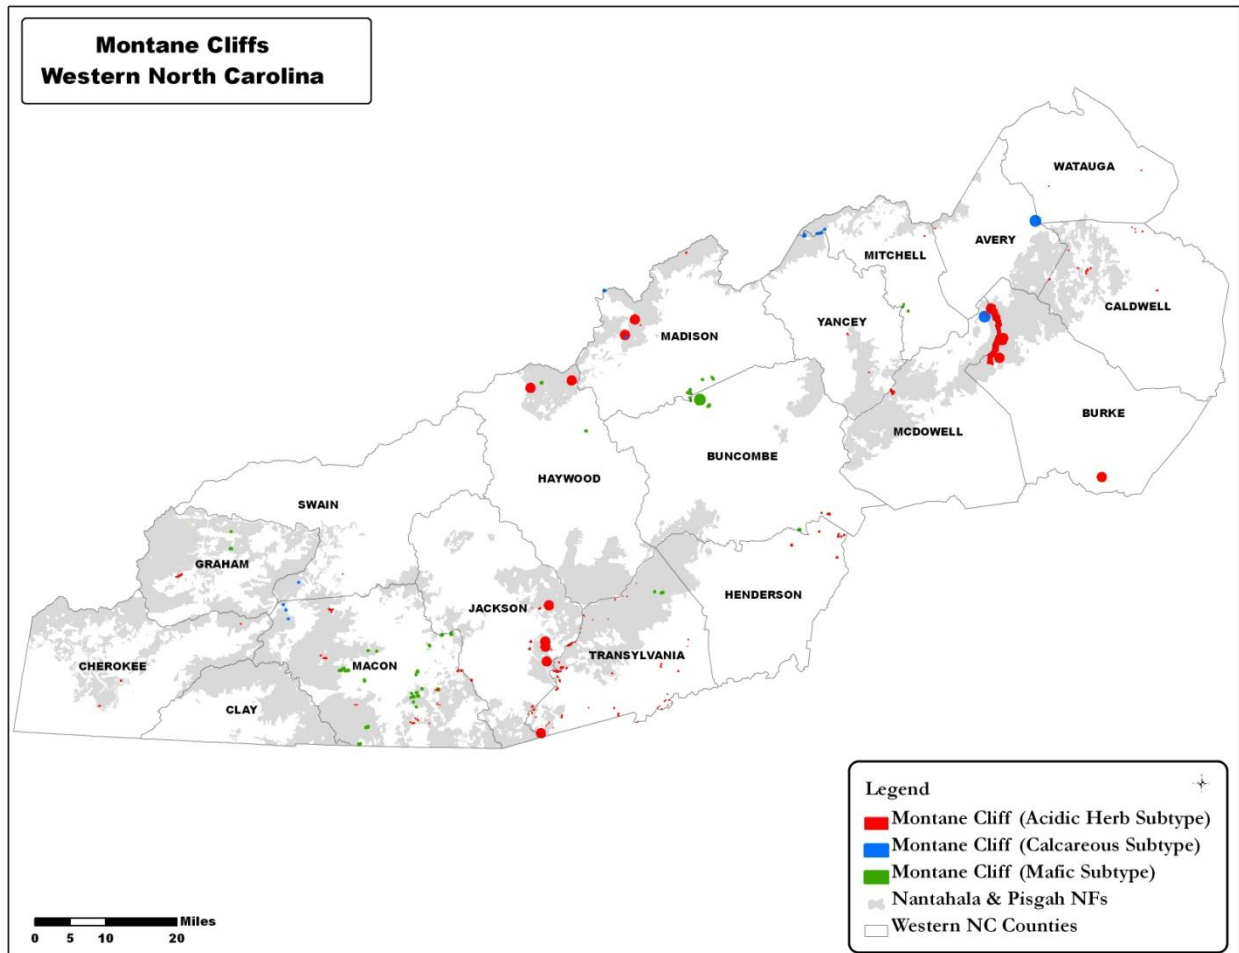 Montane Cliffs
Western North Carolina
WATAUGA
AVERY
MITCHELL
CALDWELL
YANCEY
MADISON
BURKE
MCDOWELL
BUNCOMBE
HAYWOOD
SWAIN
GRAHAM
HENDERSON
JACKSON
TRANSYLVANIA
CHEROKEE
MACON
CLAY
Legend
Montane Cliff (Acidic Herb Subtype)
Montane Cliff (Calcareous Subtype)
Montane Cliff (Mafic Subtype)
Nantahala & Pisgah NFs
Western NC Counties
Miles
0 5 10 20